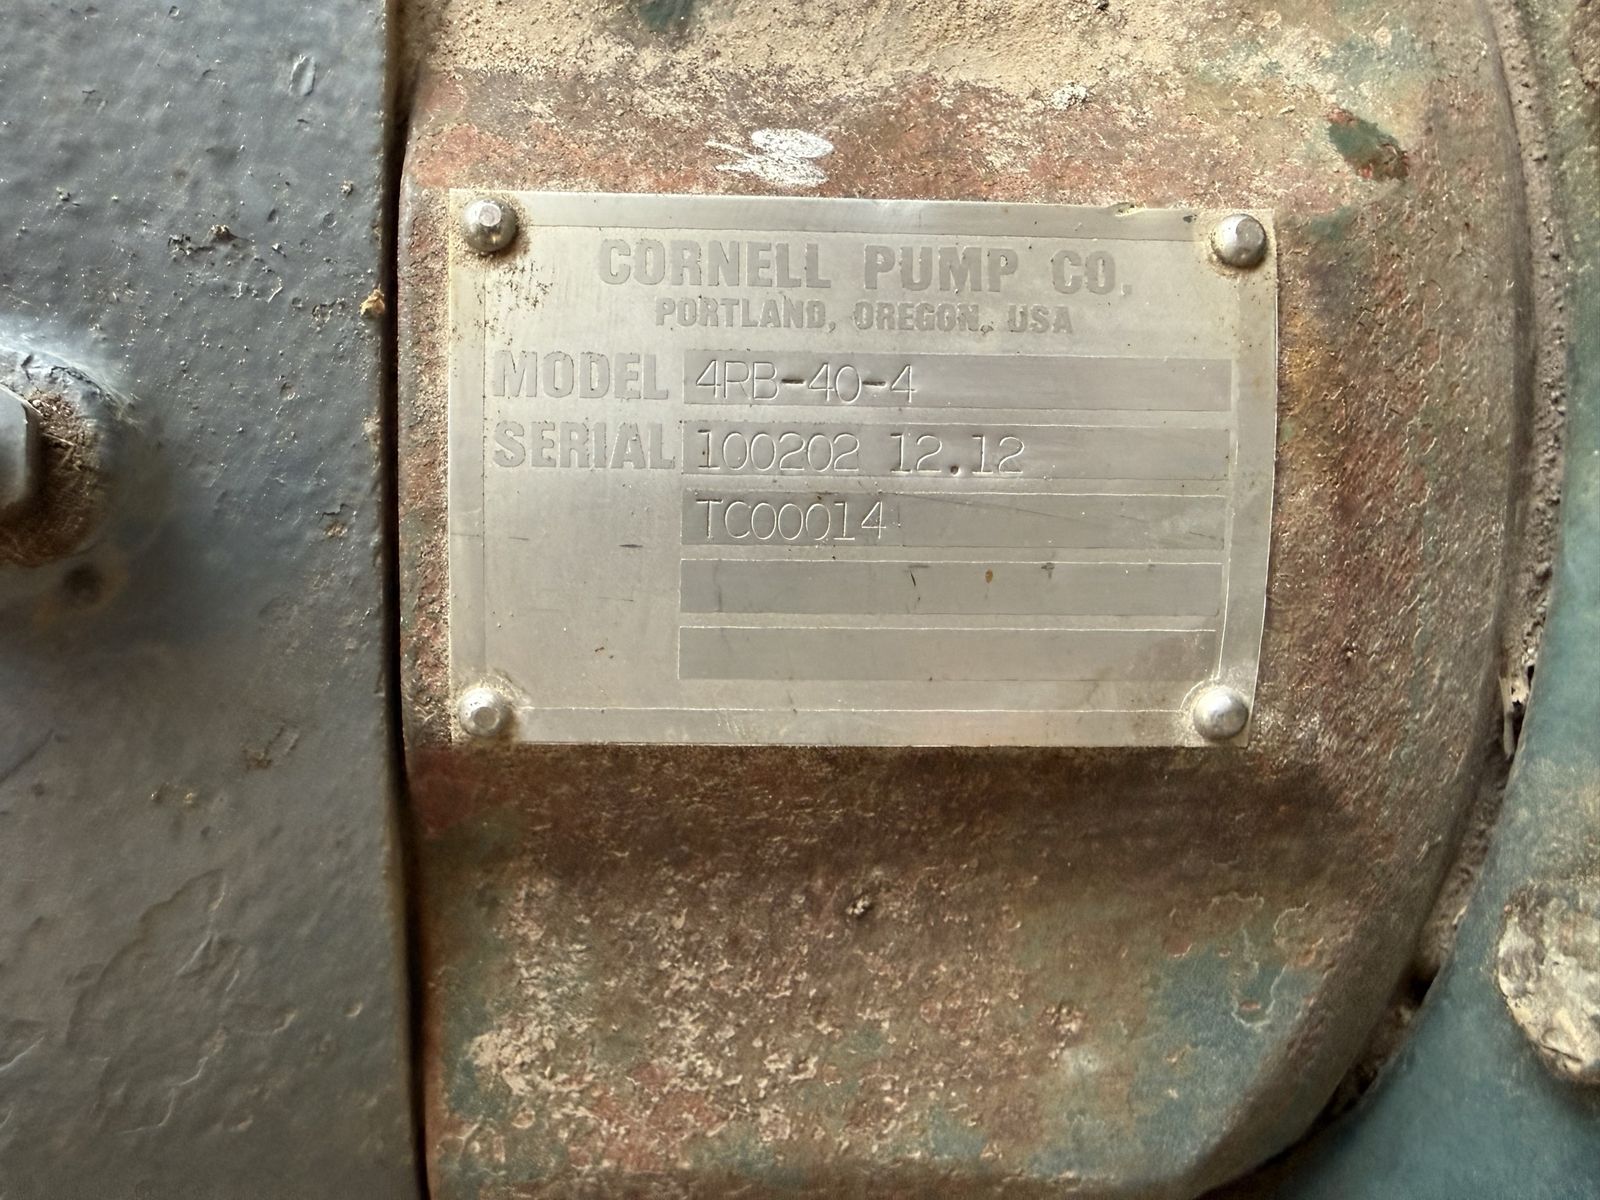 CORNELL PUMP CO.
PORTLAND, OREGON, USA
MODEL 4RB-40-4
SERIAL 100202 12.12
TC00014